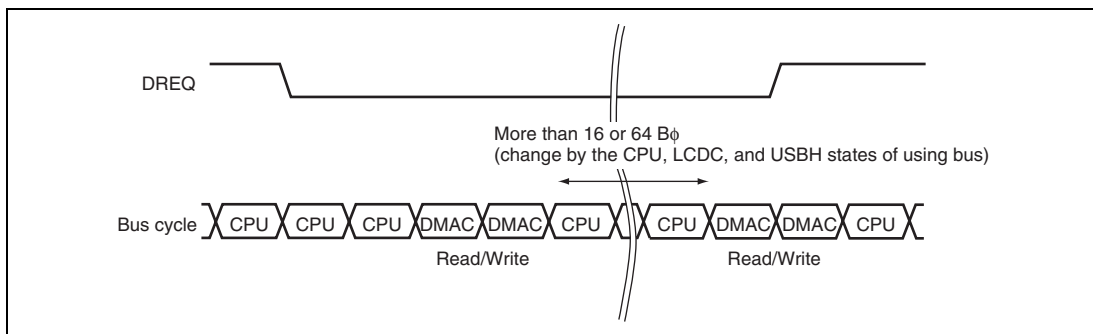 DREQ
More than 16 or 64 Bϕ
(change by the CPU, LCDC, and USBH states of using bus)
Bus cycle CPU CPU CPU DMAC DMAC CPU CPU DMAC DMAC CPU
Read/Write Read/Write